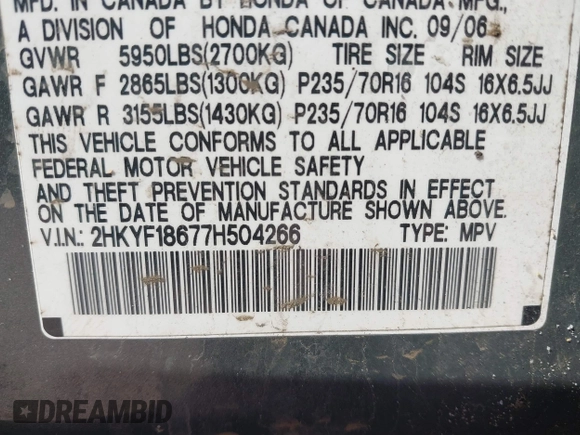 MFD. IN CANADA BY HONDA OF CANADA MFG.,
A DIVISION OF HONDA CANADA INC. 09/06
GVWR 5950LBS(2700KG) TIRE SIZE RIM SIZE
GAWR F 2865LBS(1300KG) P235/70R16 104S 16X6.5JJ
GAWR R 3155LBS(1430KG) P235/70R16 104S 16X6.5JJ
THIS VEHICLE CONFORMS TO ALL APPLICABLE
FEDERAL MOTOR VEHICLE SAFETY
AND THEFT PREVENTION STANDARDS IN EFFECT
ON THE DATE OF MANUFACTURE SHOWN ABOVE.
V.I.N.: 2HKYF18677H504266 TYPE: MPV
DREAMBID